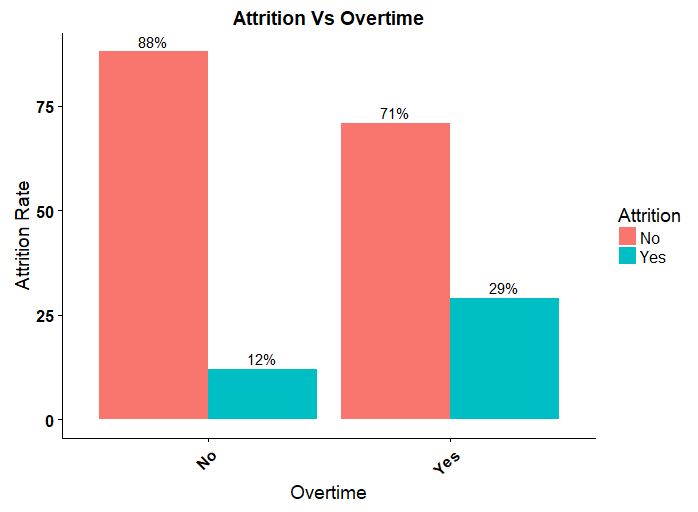 Attrition Vs Overtime
88%
12%
71%
29%
75
50
25
0
Attrition Rate
No
Yes
Overtime
Attrition
No
Yes